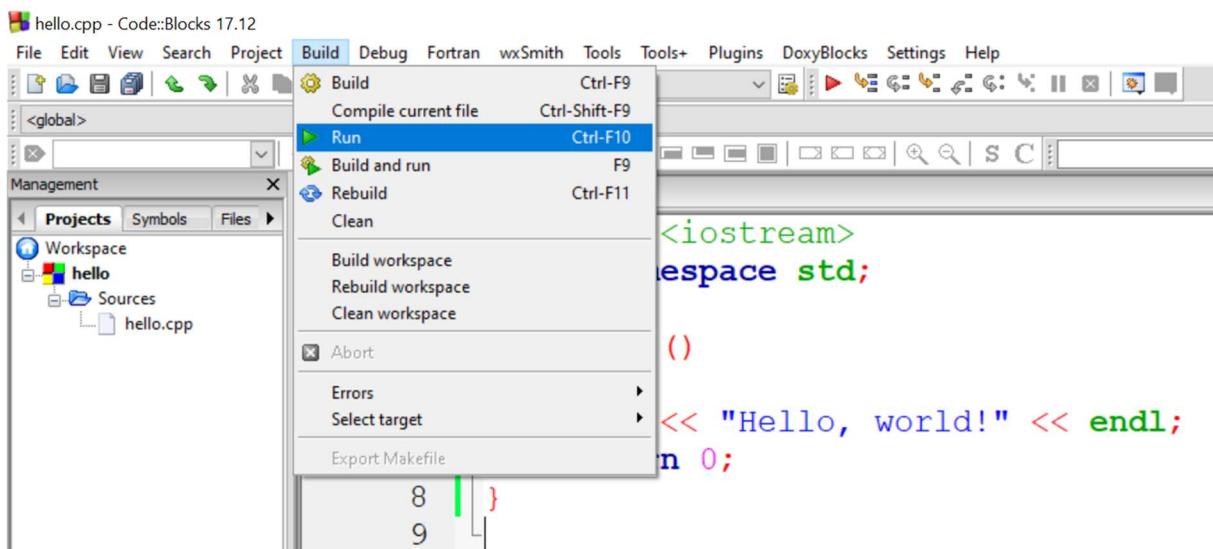 hello.cpp - Code::Blocks 17.12
File Edit View Search Project Build Debug Fortran wxSmith Tools Tools+ Plugins DoxyBlocks Settings Help
<global>
S C
Management
Projects Symbols Files
Workspace
hello
Sources
hello.cpp
Build Ctrl-F9
Compile current file Ctrl-Shift-F9
Run Ctrl-F10
Build and run F9
Rebuild Ctrl-F11
Clean
Build workspace
Rebuild workspace
Clean workspace
Abort
Errors
Select target
Export Makefile
<iostream>
espace std;
()
<< "Hello, world!" << endl;
n 0;
8 }
9